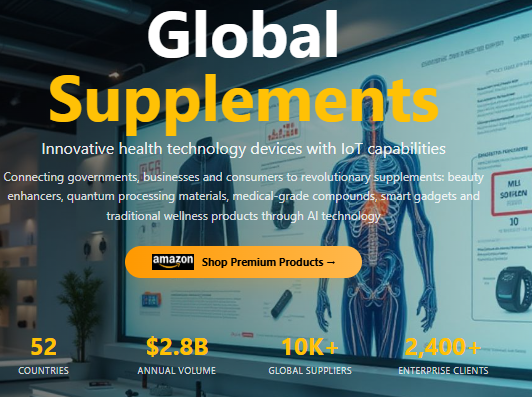 Global
Supplements
Innovative health technology devices with IoT capabilities
Connecting governments, businesses and consumers to revolutionary supplements: beauty
enhancers, quantum processing materials, medical-grade compounds, smart gadgets and
traditional wellness products through AI technology.
amazon Shop Premium Products →
52 $2.8B 10K+ 2,400+
COUNTRIES ANNUAL VOLUME GLOBAL SUPPLIERS ENTERPRISE CLIENTS
10